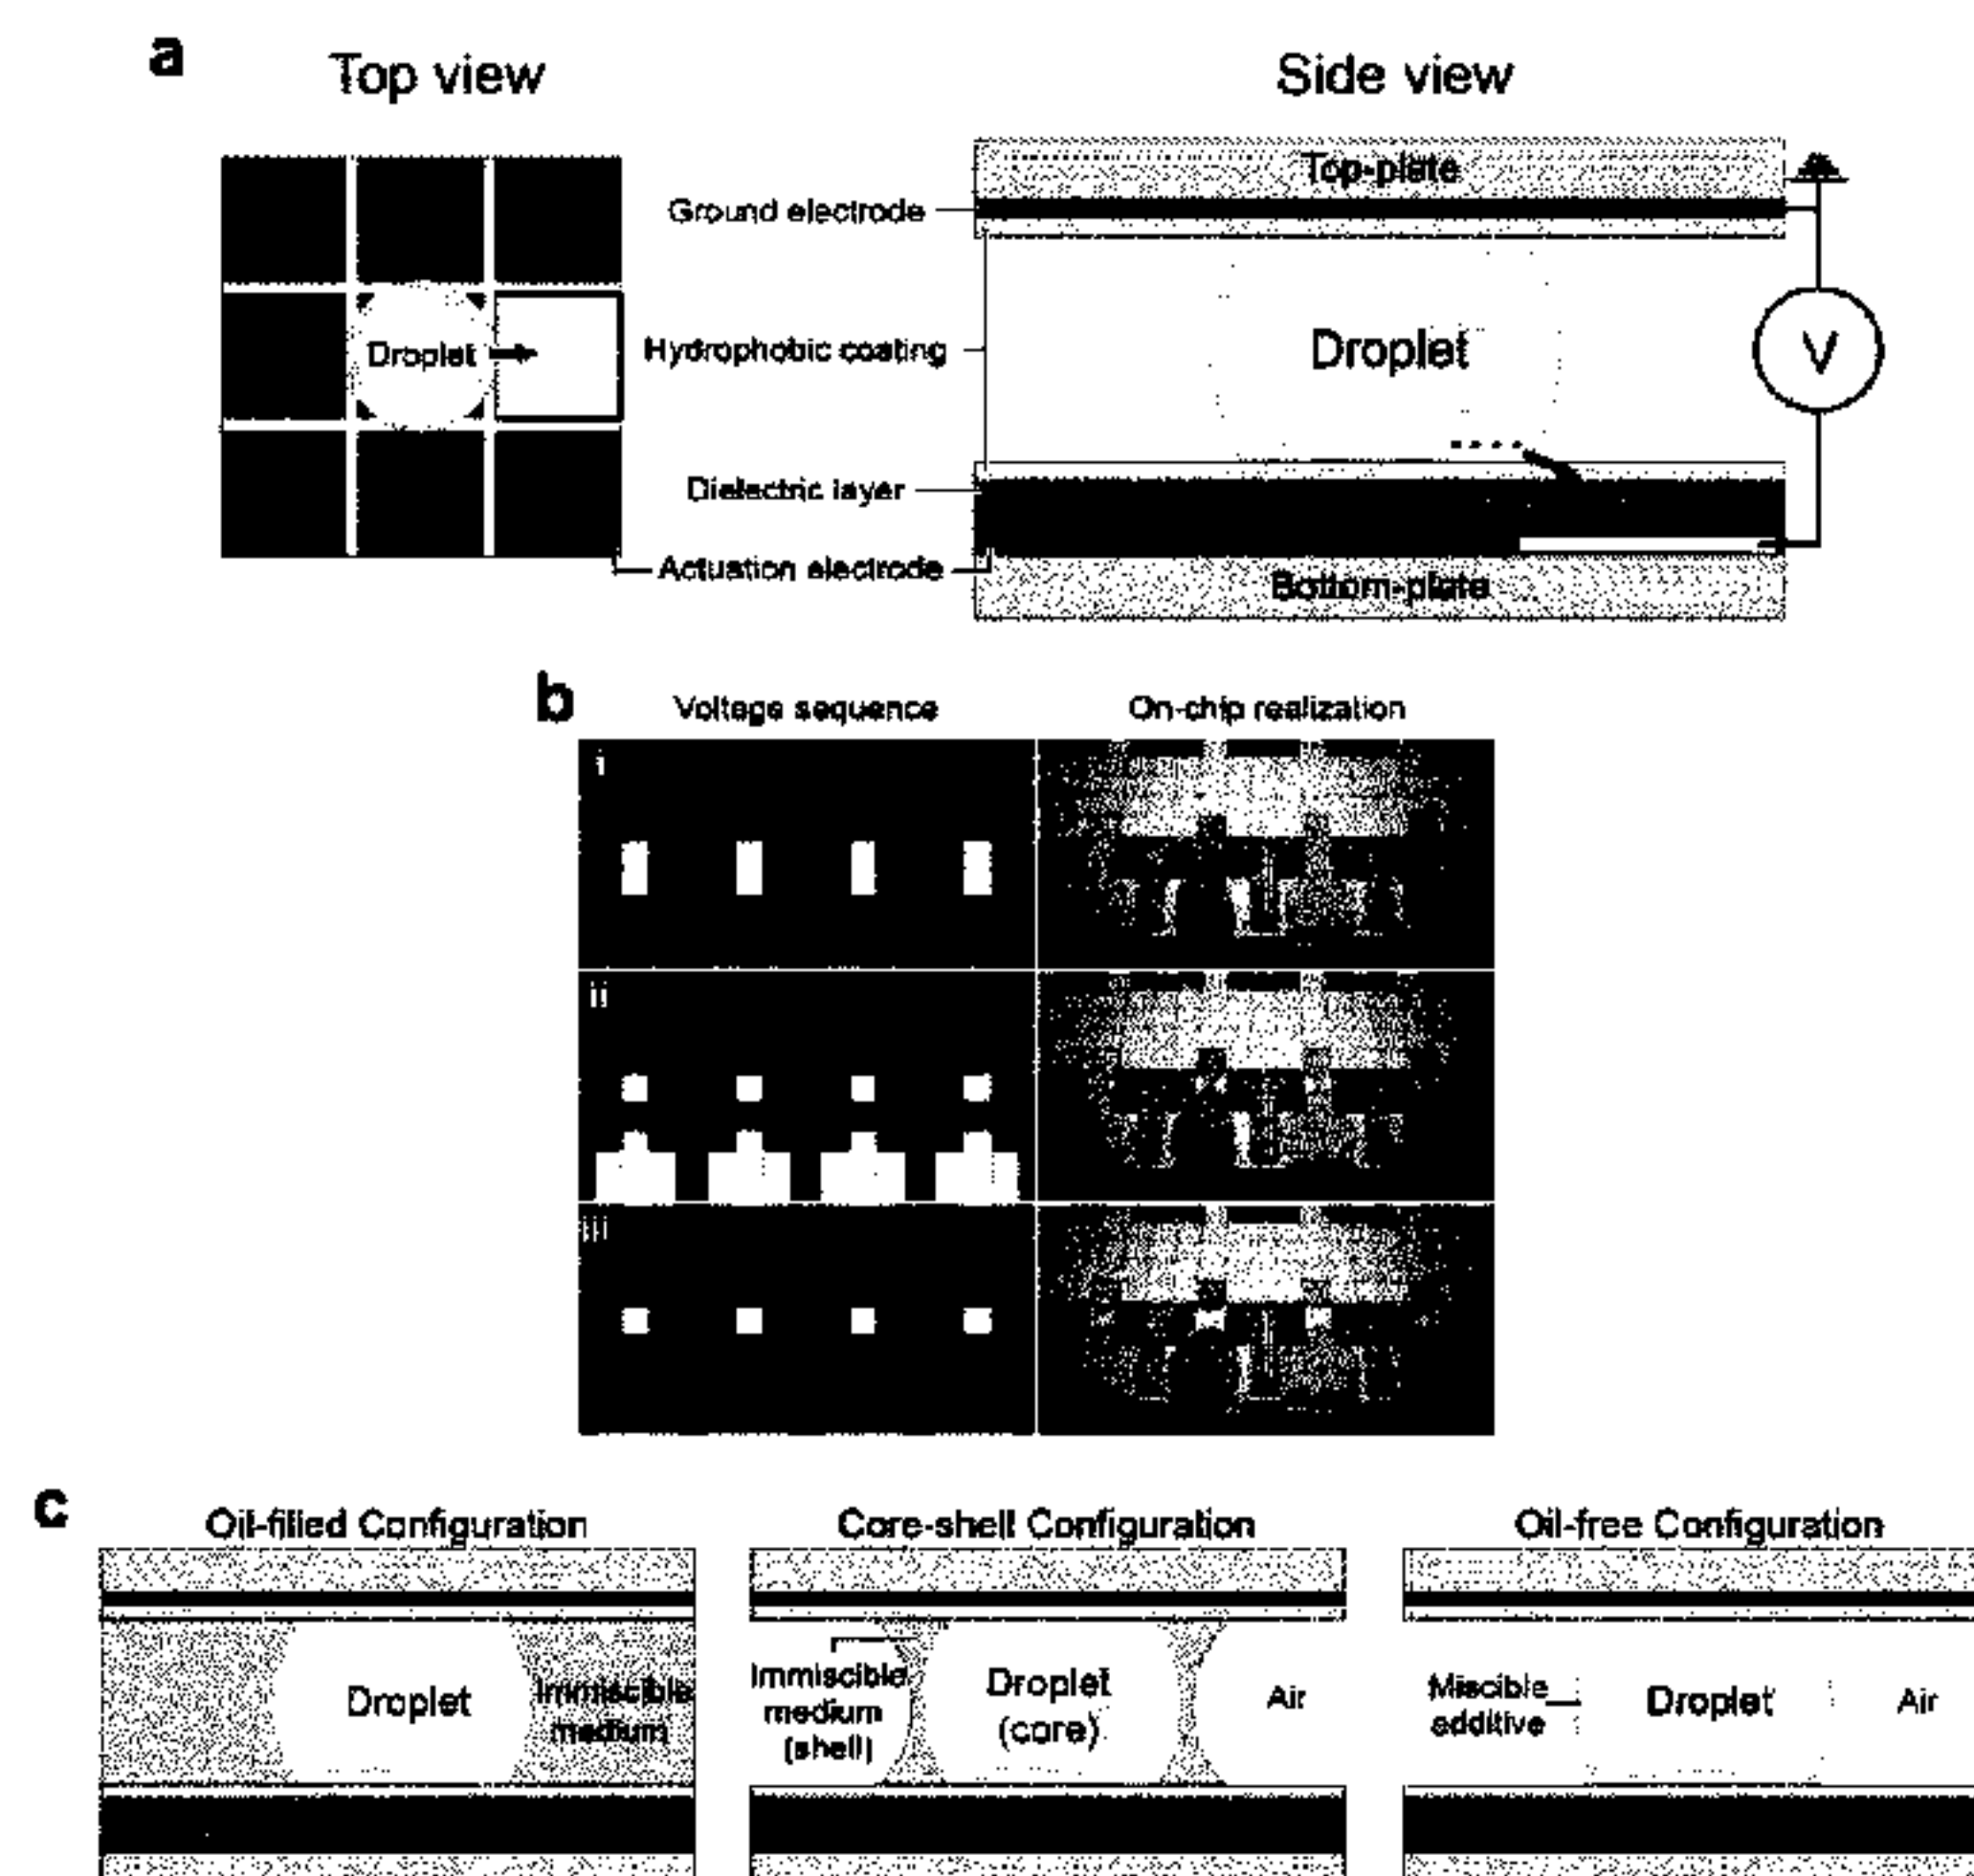 a
Top view
Side view
Top-plate
Ground electrode
Droplet
Hydrophobic coating
Droplet
V
Dielectric layer
Actuation electrode
Bottom-plate
b
Voltage sequence
On-chip realization
i
ii
iii
c
Oil-filled Configuration
Core-shell Configuration
Oil-free Configuration
Droplet
Immiscible
medium
Immiscible
medium
(shell)
Droplet
(core)
Air
Miscible
additive
Droplet
Air